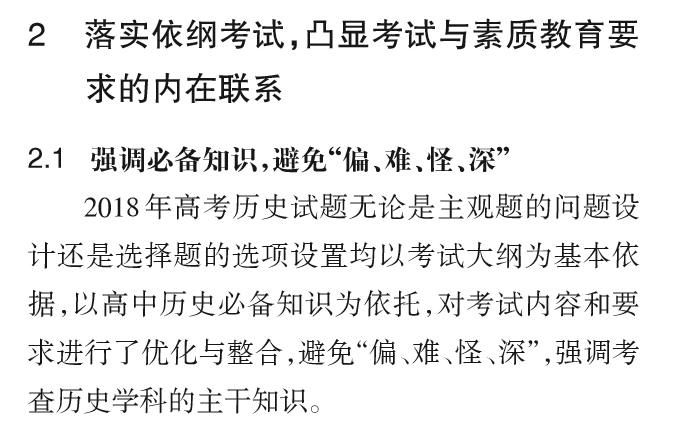 2 落实依纲考试,凸显考试与素质教育要
求的内在联系
2.1 强调必备知识,避免“偏、难、怪、深”
2018年高考历史试题无论是主观题的问题设
计还是选择题的选项设置均以考试大纲为基本依
据,以高中历史必备知识为依托,对考试内容和要
求进行了优化与整合,避免“偏、难、怪、深”,强调考
查历史学科的主干知识。